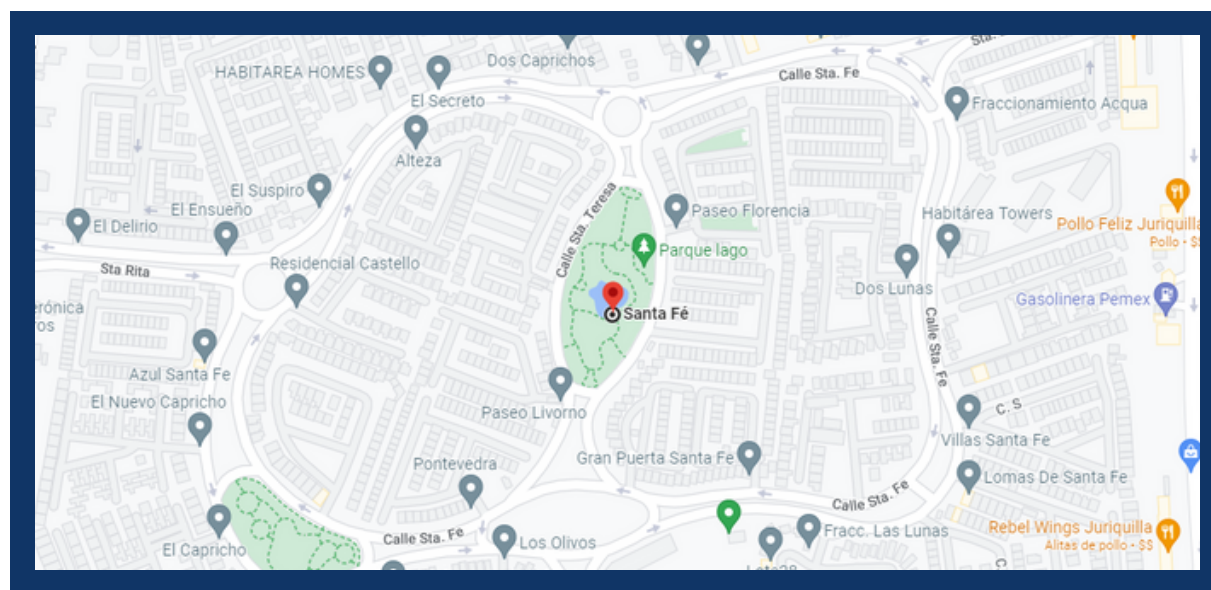 Sta.
Dos Caprichos
HABITAREA HOMES
Calle Sta. Fe
El Secreto
Fraccionamiento Acqua
Alteza
El Suspiro
Calle Sta. Teresa
El Ensueño
Paseo Florencia
Habitárea Towers
El Delirio
Pollo Feliz Juriquilla
Pollo • $$
Parque lago
Sta Rita
Residencial Castello
Dos Lunas
Gasolinera Pemex
Santa Fé
Calle Sta. Fe
Azul Santa Fe
El Nuevo Capricho
Paseo Livorno
C. S
Villas Santa Fe
Pontevedra
Gran Puerta Santa Fe
Lomas De Santa Fe
Calle Sta. Fe
Rebel Wings Juriquilla
Alitas de pollo • $$
Fracc. Las Lunas
Calle Sta. Fe
Los Olivos
El Capricho